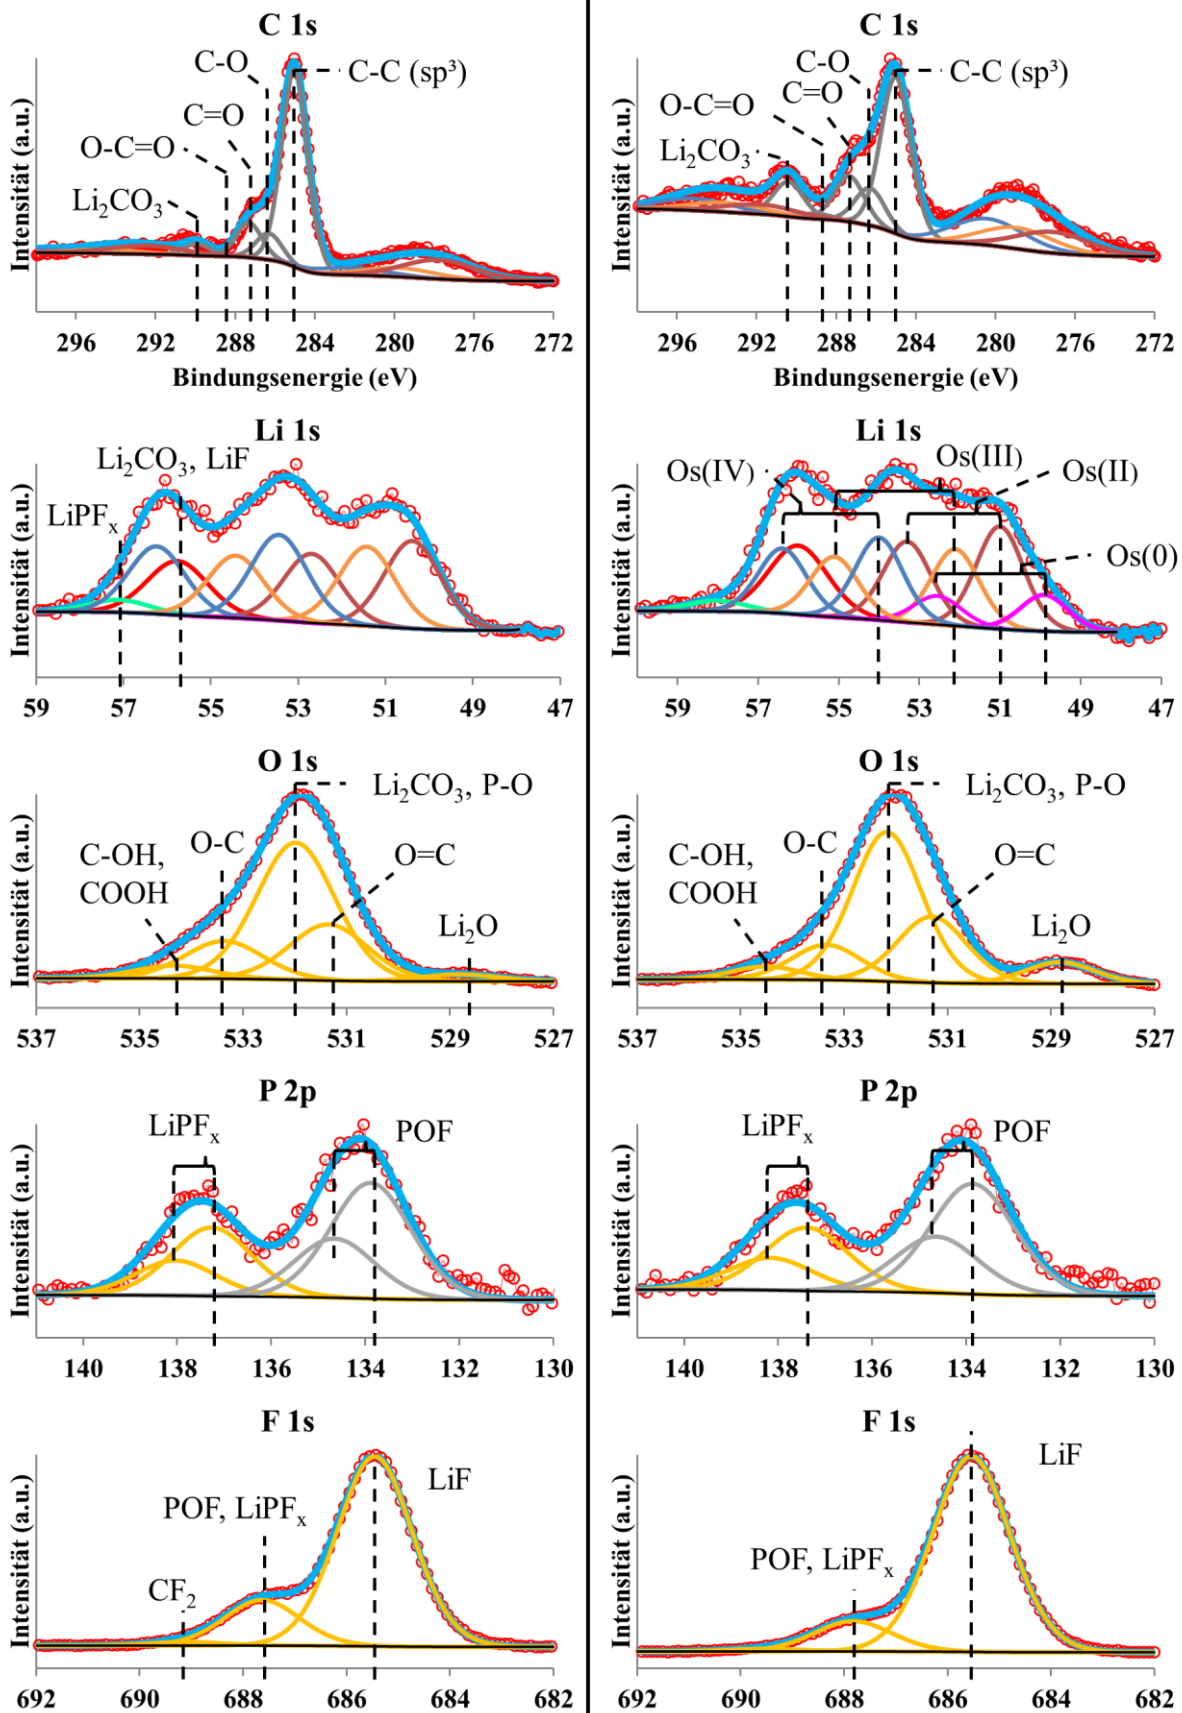 C 1s
Intensität (a.u.)
C-O
C-C (sp³)
C=O
O-C=O
Li₂CO₃
296 292 288 284 280 276 272
Bindungsenergie (eV)
C 1s
Intensität (a.u.)
C-O
C-C (sp³)
C=O
O-C=O
Li₂CO₃
296 292 288 284 280 276 272
Bindungsenergie (eV)
Li 1s
Intensität (a.u.)
Li₂CO₃, LiF
LiPFₓ
59 57 55 53 51 49 47
Li 1s
Intensität (a.u.)
Os(IV)
Os(III)
Os(II)
Os(0)
59 57 55 53 51 49 47
O 1s
Intensität (a.u.)
Li₂CO₃, P-O
C-OH,
COOH
O-C
O=C
Li₂O
537 535 533 531 529 527
O 1s
Intensität (a.u.)
Li₂CO₃, P-O
C-OH,
COOH
O-C
O=C
Li₂O
537 535 533 531 529 527
P 2p
Intensität (a.u.)
LiPFₓ
POF
140 138 136 134 132 130
P 2p
Intensität (a.u.)
LiPFₓ
POF
140 138 136 134 132 130
F 1s
Intensität (a.u.)
LiF
POF, LiPFₓ
CF₂
692 690 688 686 684 682
F 1s
Intensität (a.u.)
LiF
POF, LiPFₓ
692 690 688 686 684 682